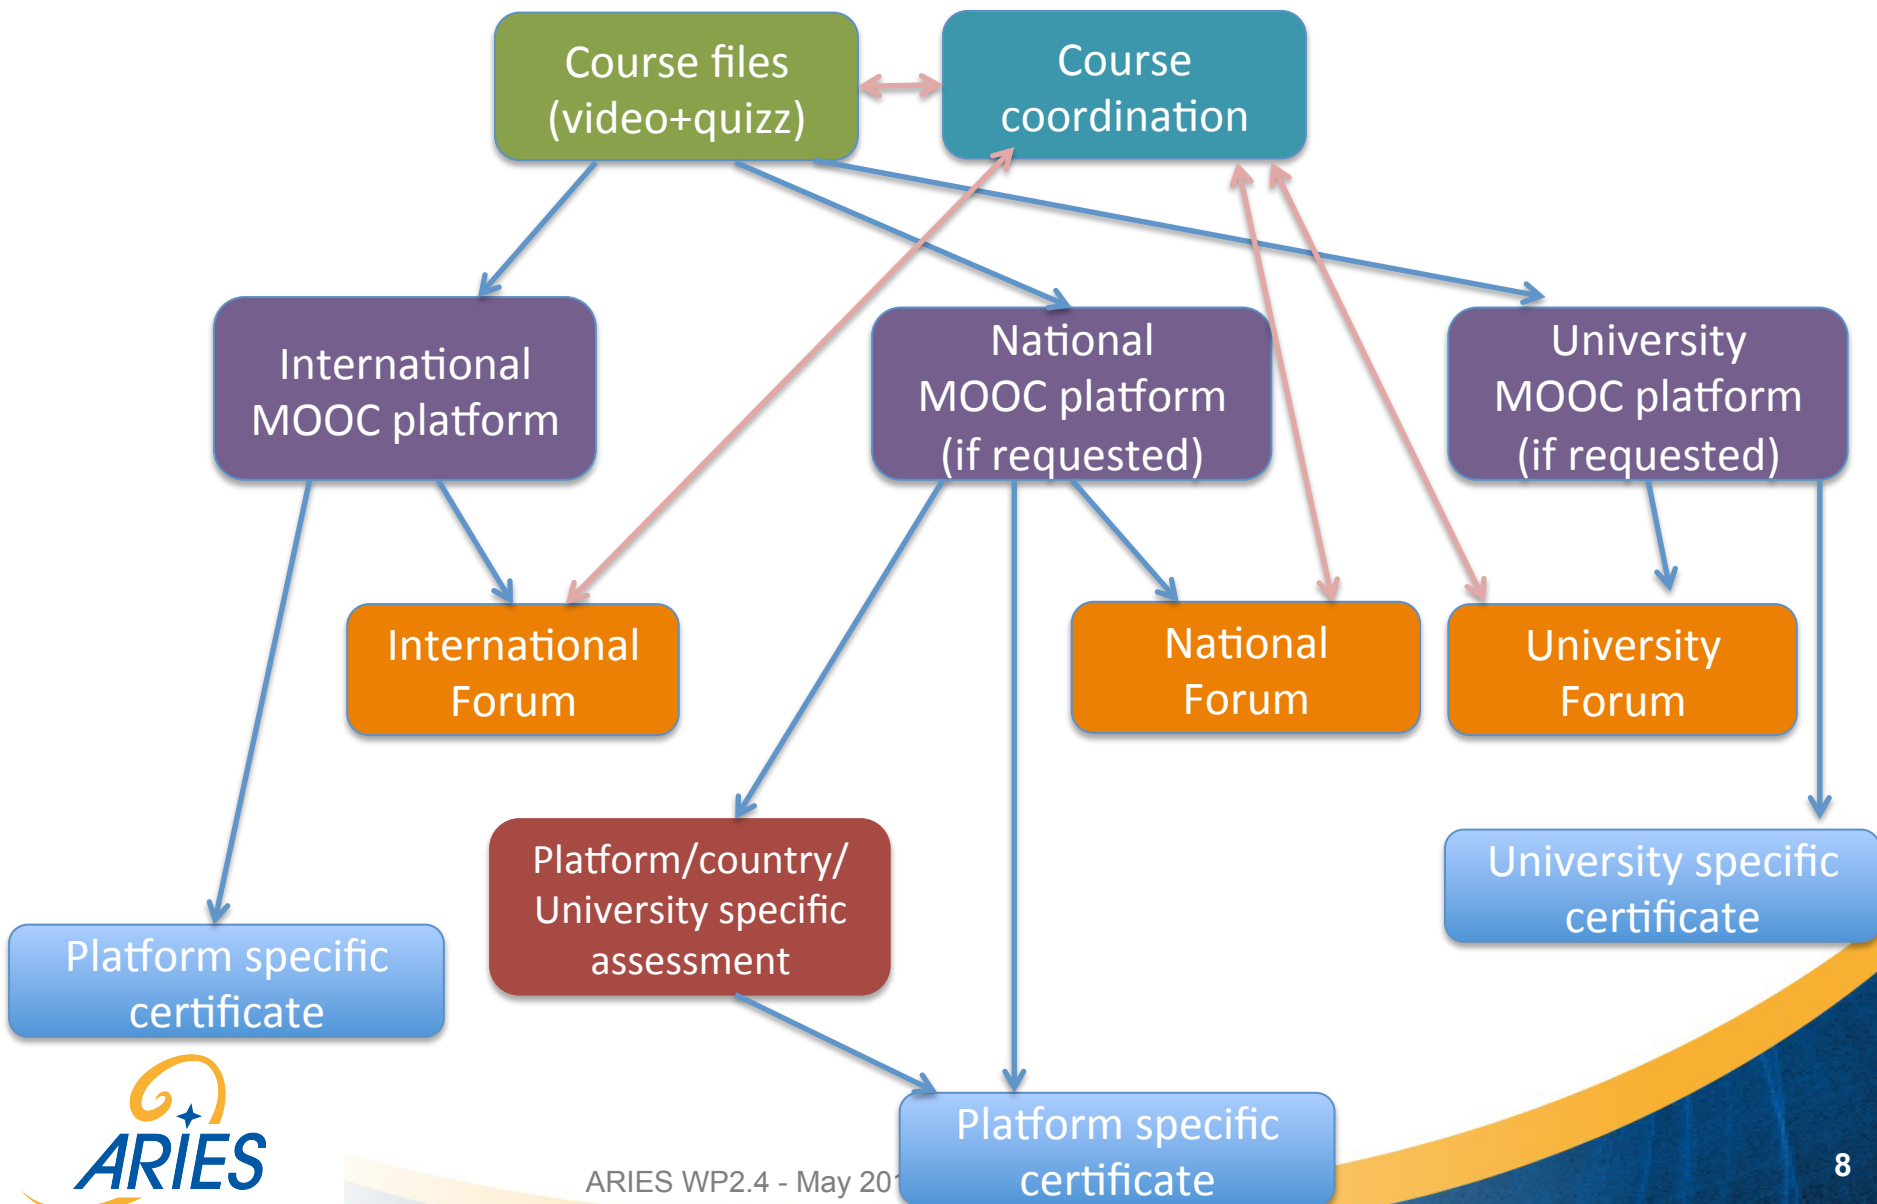 Course files
(video+quizz)
Course
coordination
International
MOOC platform
National
MOOC platform
(if requested)
University
MOOC platform
(if requested)
International
Forum
National
Forum
University
Forum
Platform/country/
University specific
assessment
University specific
certificate
Platform specific
certificate
Platform specific
certificate
ARIES
ARIES WP2.4 - May
8